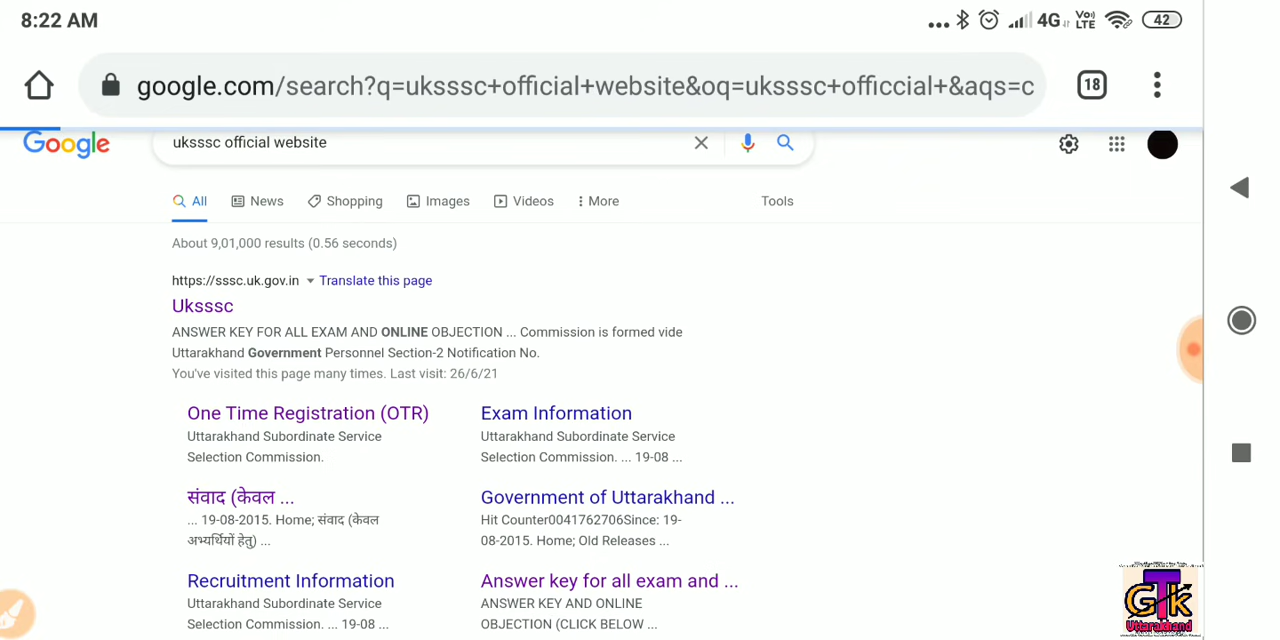 8:22 AM
4G
Vo)) LTE
42
google.com/search?q=uksssc+official+website&oq=uksssc+officcial+&aqs=c
18
Google
uksssc official website
All News Shopping Images Videos More Tools
About 9,01,000 results (0.56 seconds)
https://sssc.uk.gov.in Translate this page
Uksssc
ANSWER KEY FOR ALL EXAM AND ONLINE OBJECTION ... Commission is formed vide
Uttarakhand Government Personnel Section-2 Notification No.
You've visited this page many times. Last visit: 26/6/21
One Time Registration (OTR)
Uttarakhand Subordinate Service
Selection Commission.
Exam Information
Uttarakhand Subordinate Service
Selection Commission. ... 19-08 ...
संवाद (केवल ...
... 19-08-2015. Home; संवाद (केवल
अभ्यर्थियों हेतु) ...
Government of Uttarakhand ...
Hit Counter0041762706Since: 19-
08-2015. Home; Old Releases ...
Recruitment Information
Uttarakhand Subordinate Service
Selection Commission. ... 19-08 ...
Answer key for all exam and ...
ANSWER KEY AND ONLINE
OBJECTION (CLICK BELOW ...
GTk
Uttarakhand